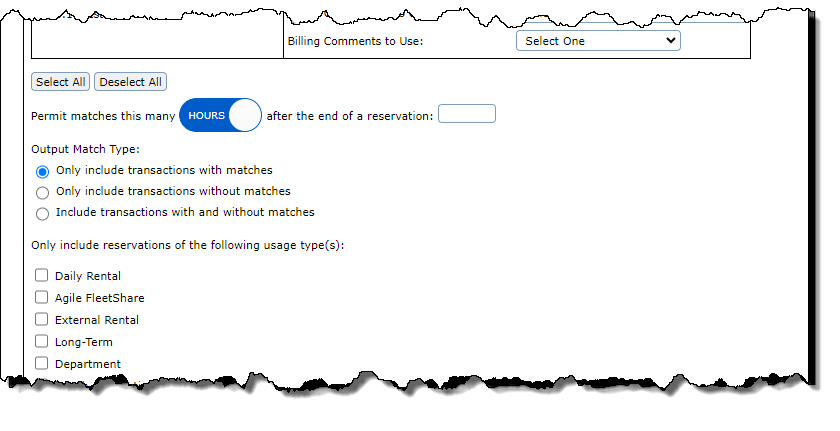 Billing Comments to Use: Select One
Select All Deselect All
Permit matches this many HOURS after the end of a reservation:
Output Match Type:
Only include transactions with matches
Only include transactions without matches
Include transactions with and without matches
Only include reservations of the following usage type(s):
Daily Rental
Agile FleetShare
External Rental
Long-Term
Department